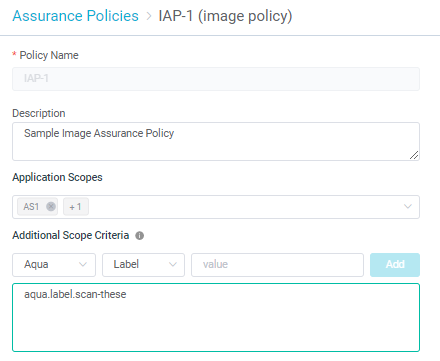 Assurance Policies > IAP-1 (image policy)
* Policy Name
IAP-1
Description
Sample Image Assurance Policy
Application Scopes
AS1 + 1
Additional Scope Criteria
Aqua Label value Add
aqua.label.scan-these